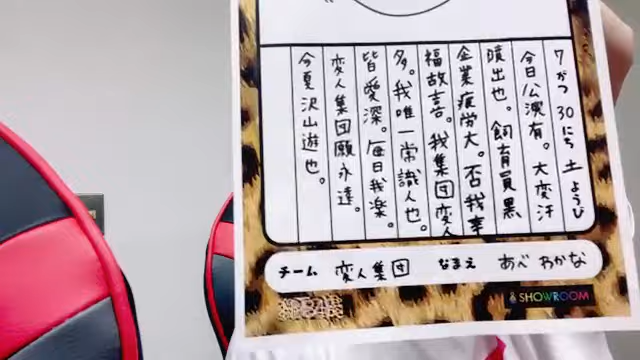 7がつ30にち土ようび
今日公演有。大変汗
噴出也。飼育員黒
企業疲労大。否我幸
福故吉。我集団変人
多。我唯一常識人也。
皆愛深。毎日我楽。
変人集団願永遠。
今夏沢山遊也。
チーム 変人集団 なまえ あべわかな
SHOWROOM